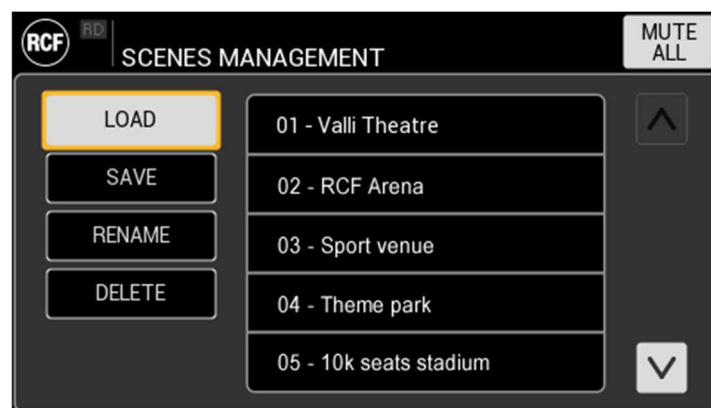 RCF
RD
SCENES MANAGEMENT
MUTE
ALL
LOAD
SAVE
RENAME
DELETE
01 - Valli Theatre
02 - RCF Arena
03 - Sport venue
04 - Theme park
05 - 10k seats stadium